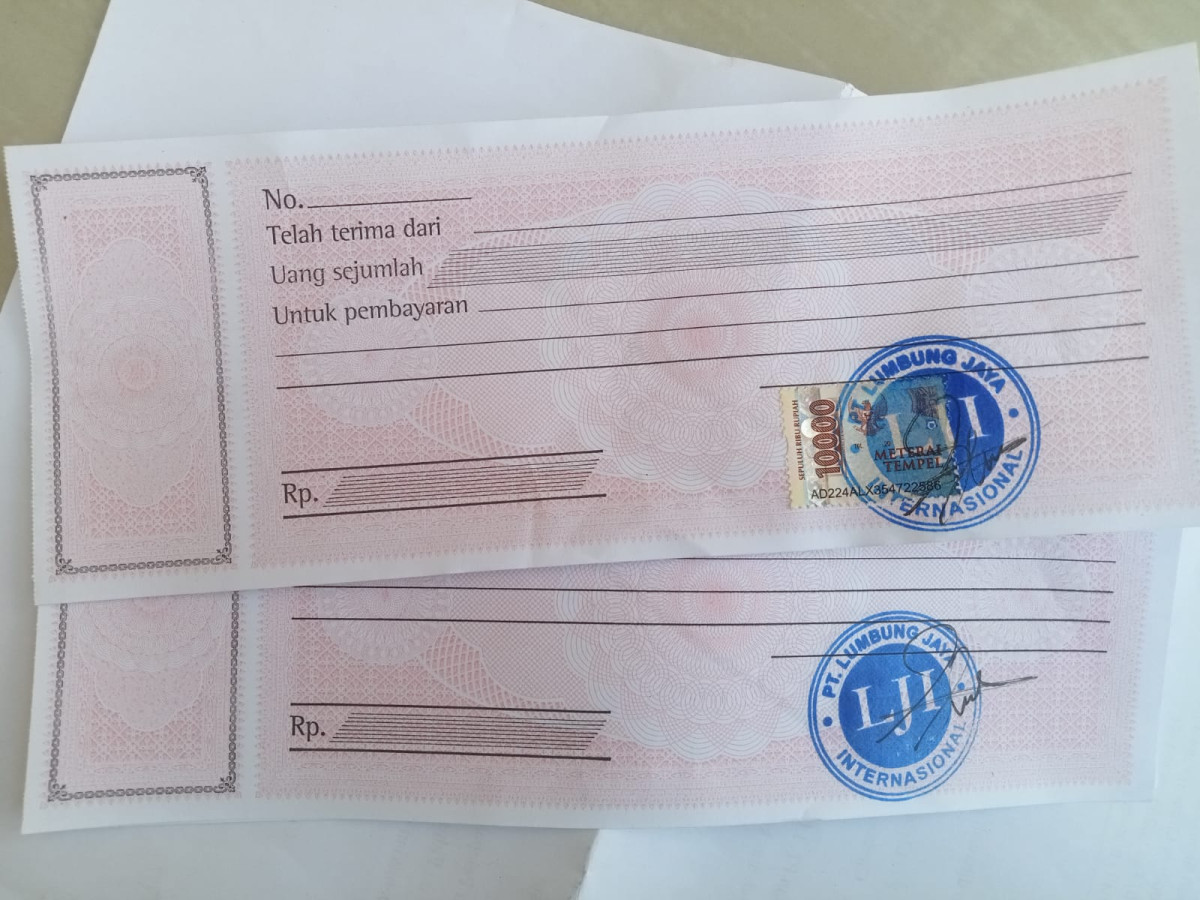 No.
Telah terima dari
Uang sejumlah
Untuk pembayaran
Rp.
SEPULUH RIBU RUPIAH
10000
METERAI
TEMPEL
AD224ALX354722586
PT. LUMBUNG JAYA
LJI
INTERNASIONAL
Rp.
PT. LUMBUNG JAYA
LJI
INTERNASIONAL